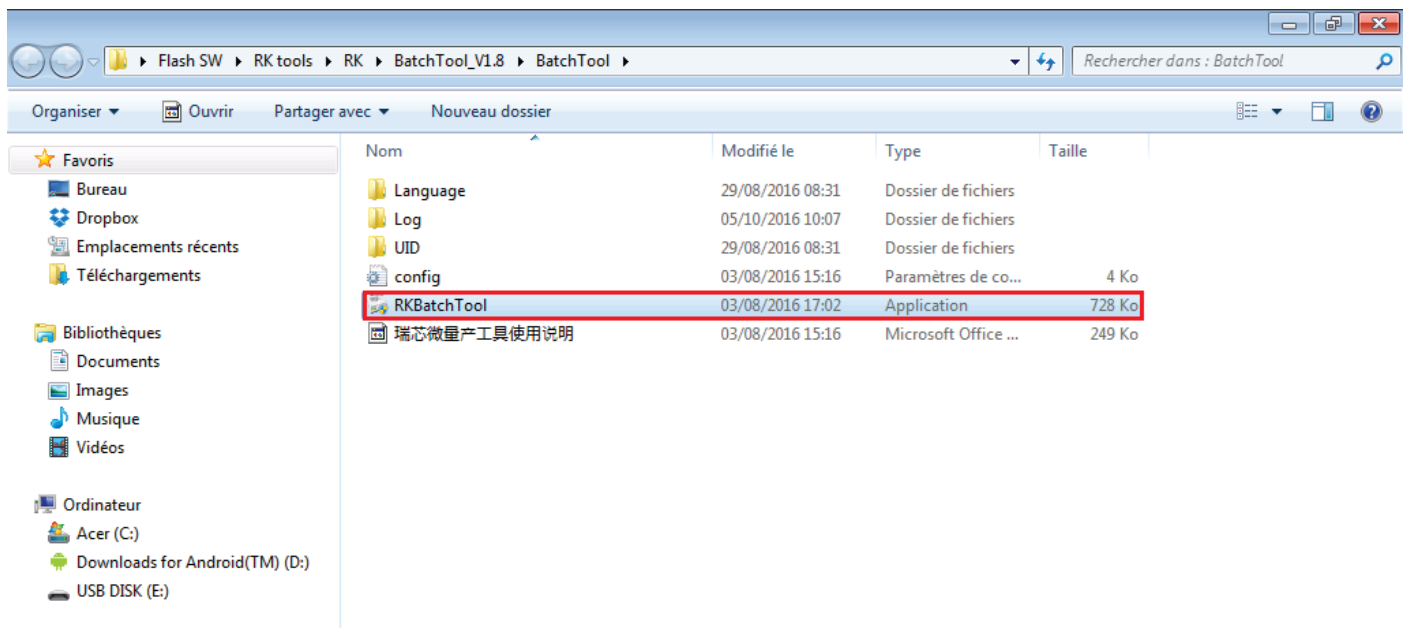 Flash SW RK tools RK BatchTool_V1.8 BatchTool Rechercher dans : BatchTool
Organiser Ouvrir Partager avec Nouveau dossier
Favoris
Bureau
Dropbox
Emplacements récents
Téléchargements
Bibliothèques
Documents
Images
Musique
Vidéos
Ordinateur
Acer (C:)
Downloads for Android(TM) (D:)
USB DISK (E:)
Nom Modifié le Type Taille
Language 29/08/2016 08:31 Dossier de fichiers
Log 05/10/2016 10:07 Dossier de fichiers
UID 29/08/2016 08:31 Dossier de fichiers
config 03/08/2016 15:16 Paramètres de co... 4 Ko
RKBatchTool 03/08/2016 17:02 Application 728 Ko
瑞芯微量产工具使用说明 03/08/2016 15:16 Microsoft Office ... 249 Ko